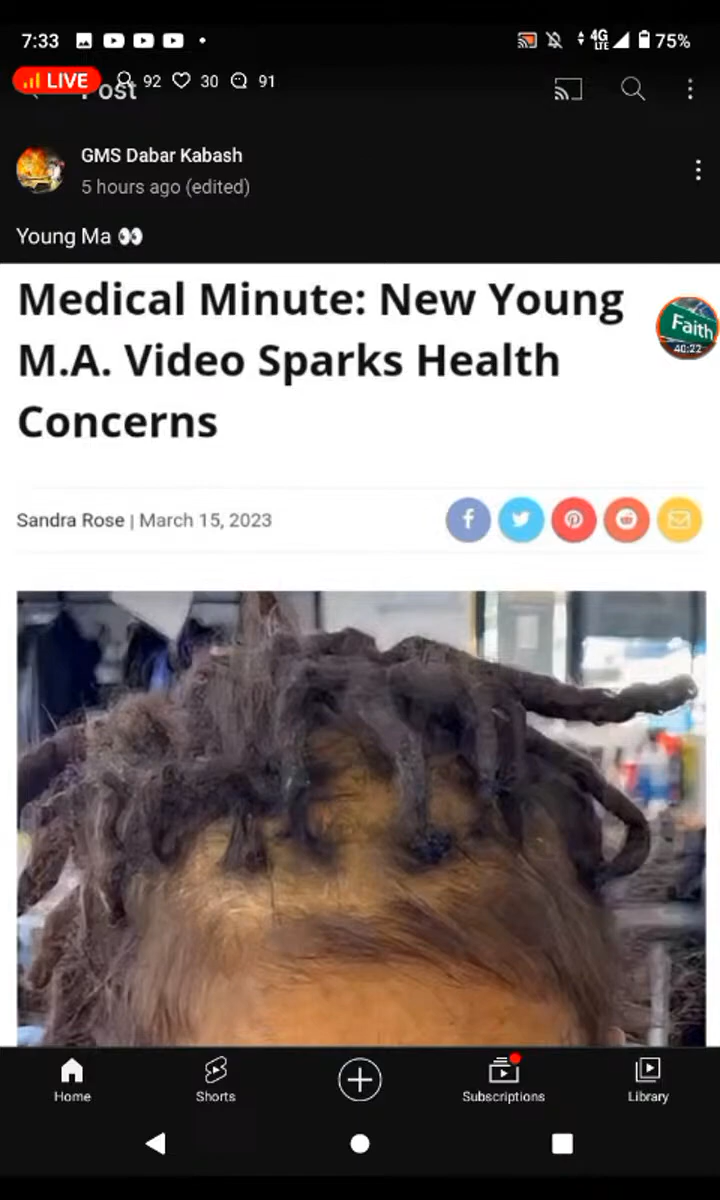 7:33
4G
LTE
75%
LIVE
92
30
91
Post
GMS Dabar Kabash
5 hours ago (edited)
Young Ma 👀
Medical Minute: New Young
M.A. Video Sparks Health
Concerns
Faith
40:22
Sandra Rose | March 15, 2023
Home
Shorts
Subscriptions
Library